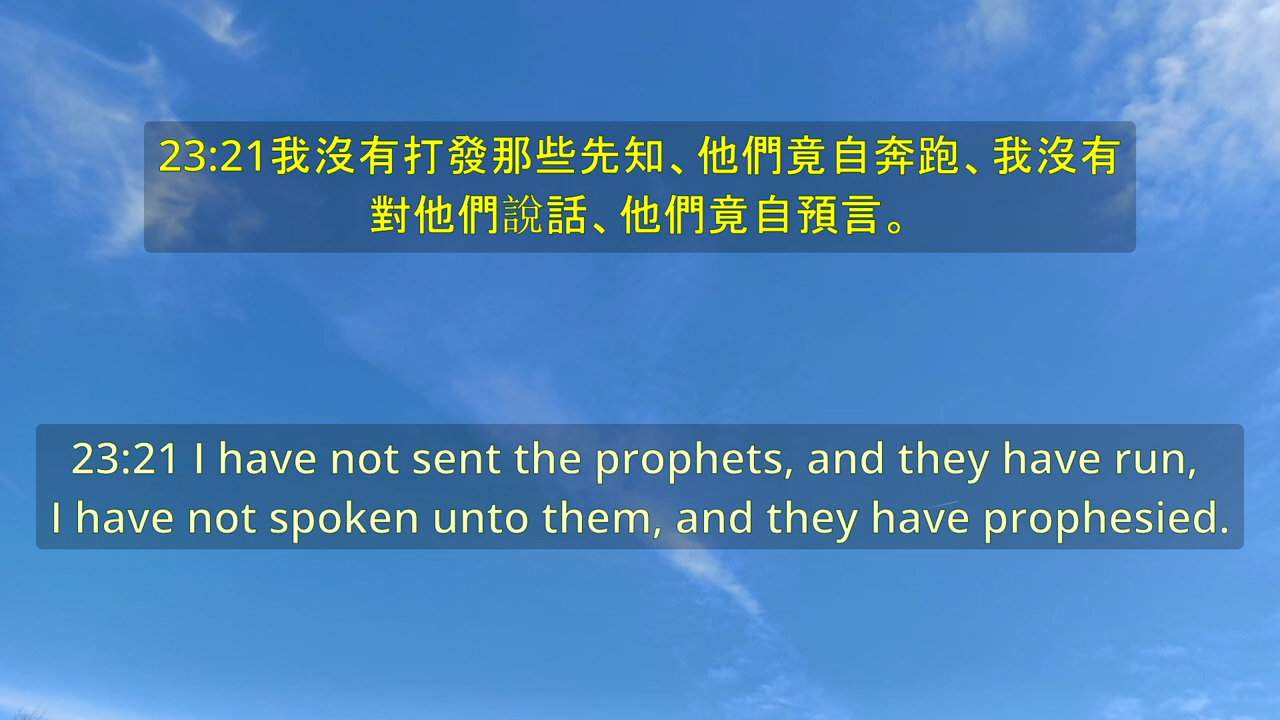 23:21我沒有打發那些先知、他們竟自奔跑、我沒有
對他們說話、他們竟自預言。
23:21 I have not sent the prophets, and they have run,
I have not spoken unto them, and they have prophesied.